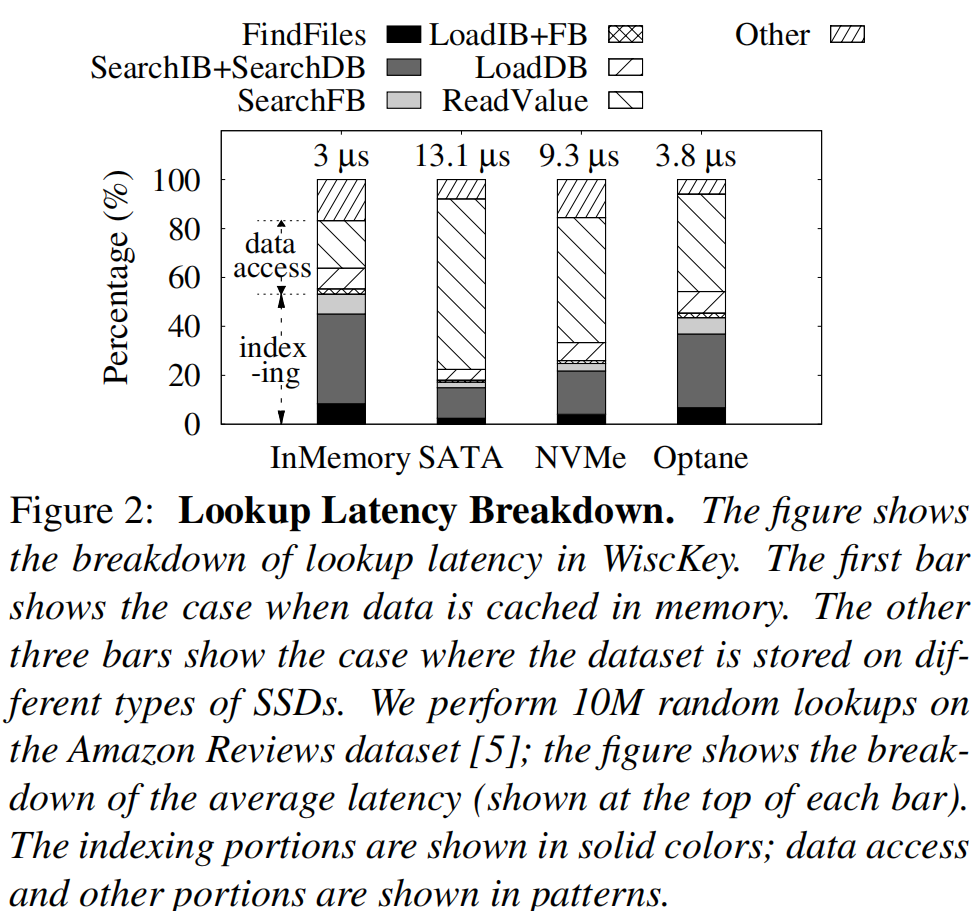 FindFiles LoadIB+FB Other
SearchIB+SearchDB LoadDB
SearchFB ReadValue
3 μs 13.1 μs 9.3 μs 3.8 μs
Percentage (%)
100
80
60
40
20
0
data
access
index
-ing
InMemory SATA NVMe Optane
Figure 2: Lookup Latency Breakdown. The figure shows
the breakdown of lookup latency in WiscKey. The first bar
shows the case when data is cached in memory. The other
three bars show the case where the dataset is stored on dif-
ferent types of SSDs. We perform 10M random lookups on
the Amazon Reviews dataset [5]; the figure shows the break-
down of the average latency (shown at the top of each bar).
The indexing portions are shown in solid colors; data access
and other portions are shown in patterns.